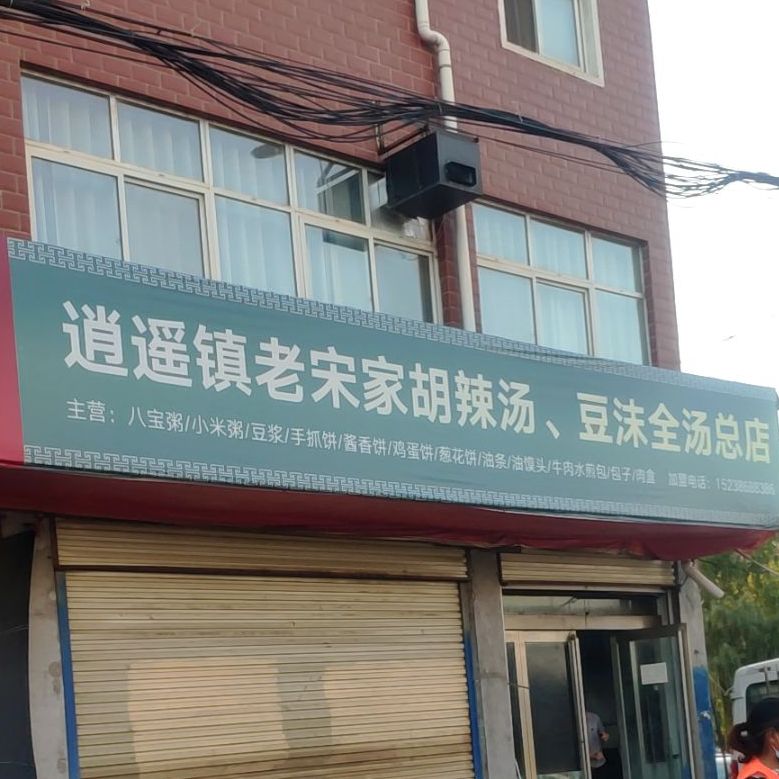 逍遥镇老宋家胡辣汤、豆沫全汤总店
主营：八宝粥/小米粥/豆浆/手抓饼/酱香饼/鸡蛋饼/葱花饼/油条/油馍头/牛肉水煎包/包子/肉盒 加盟电话：